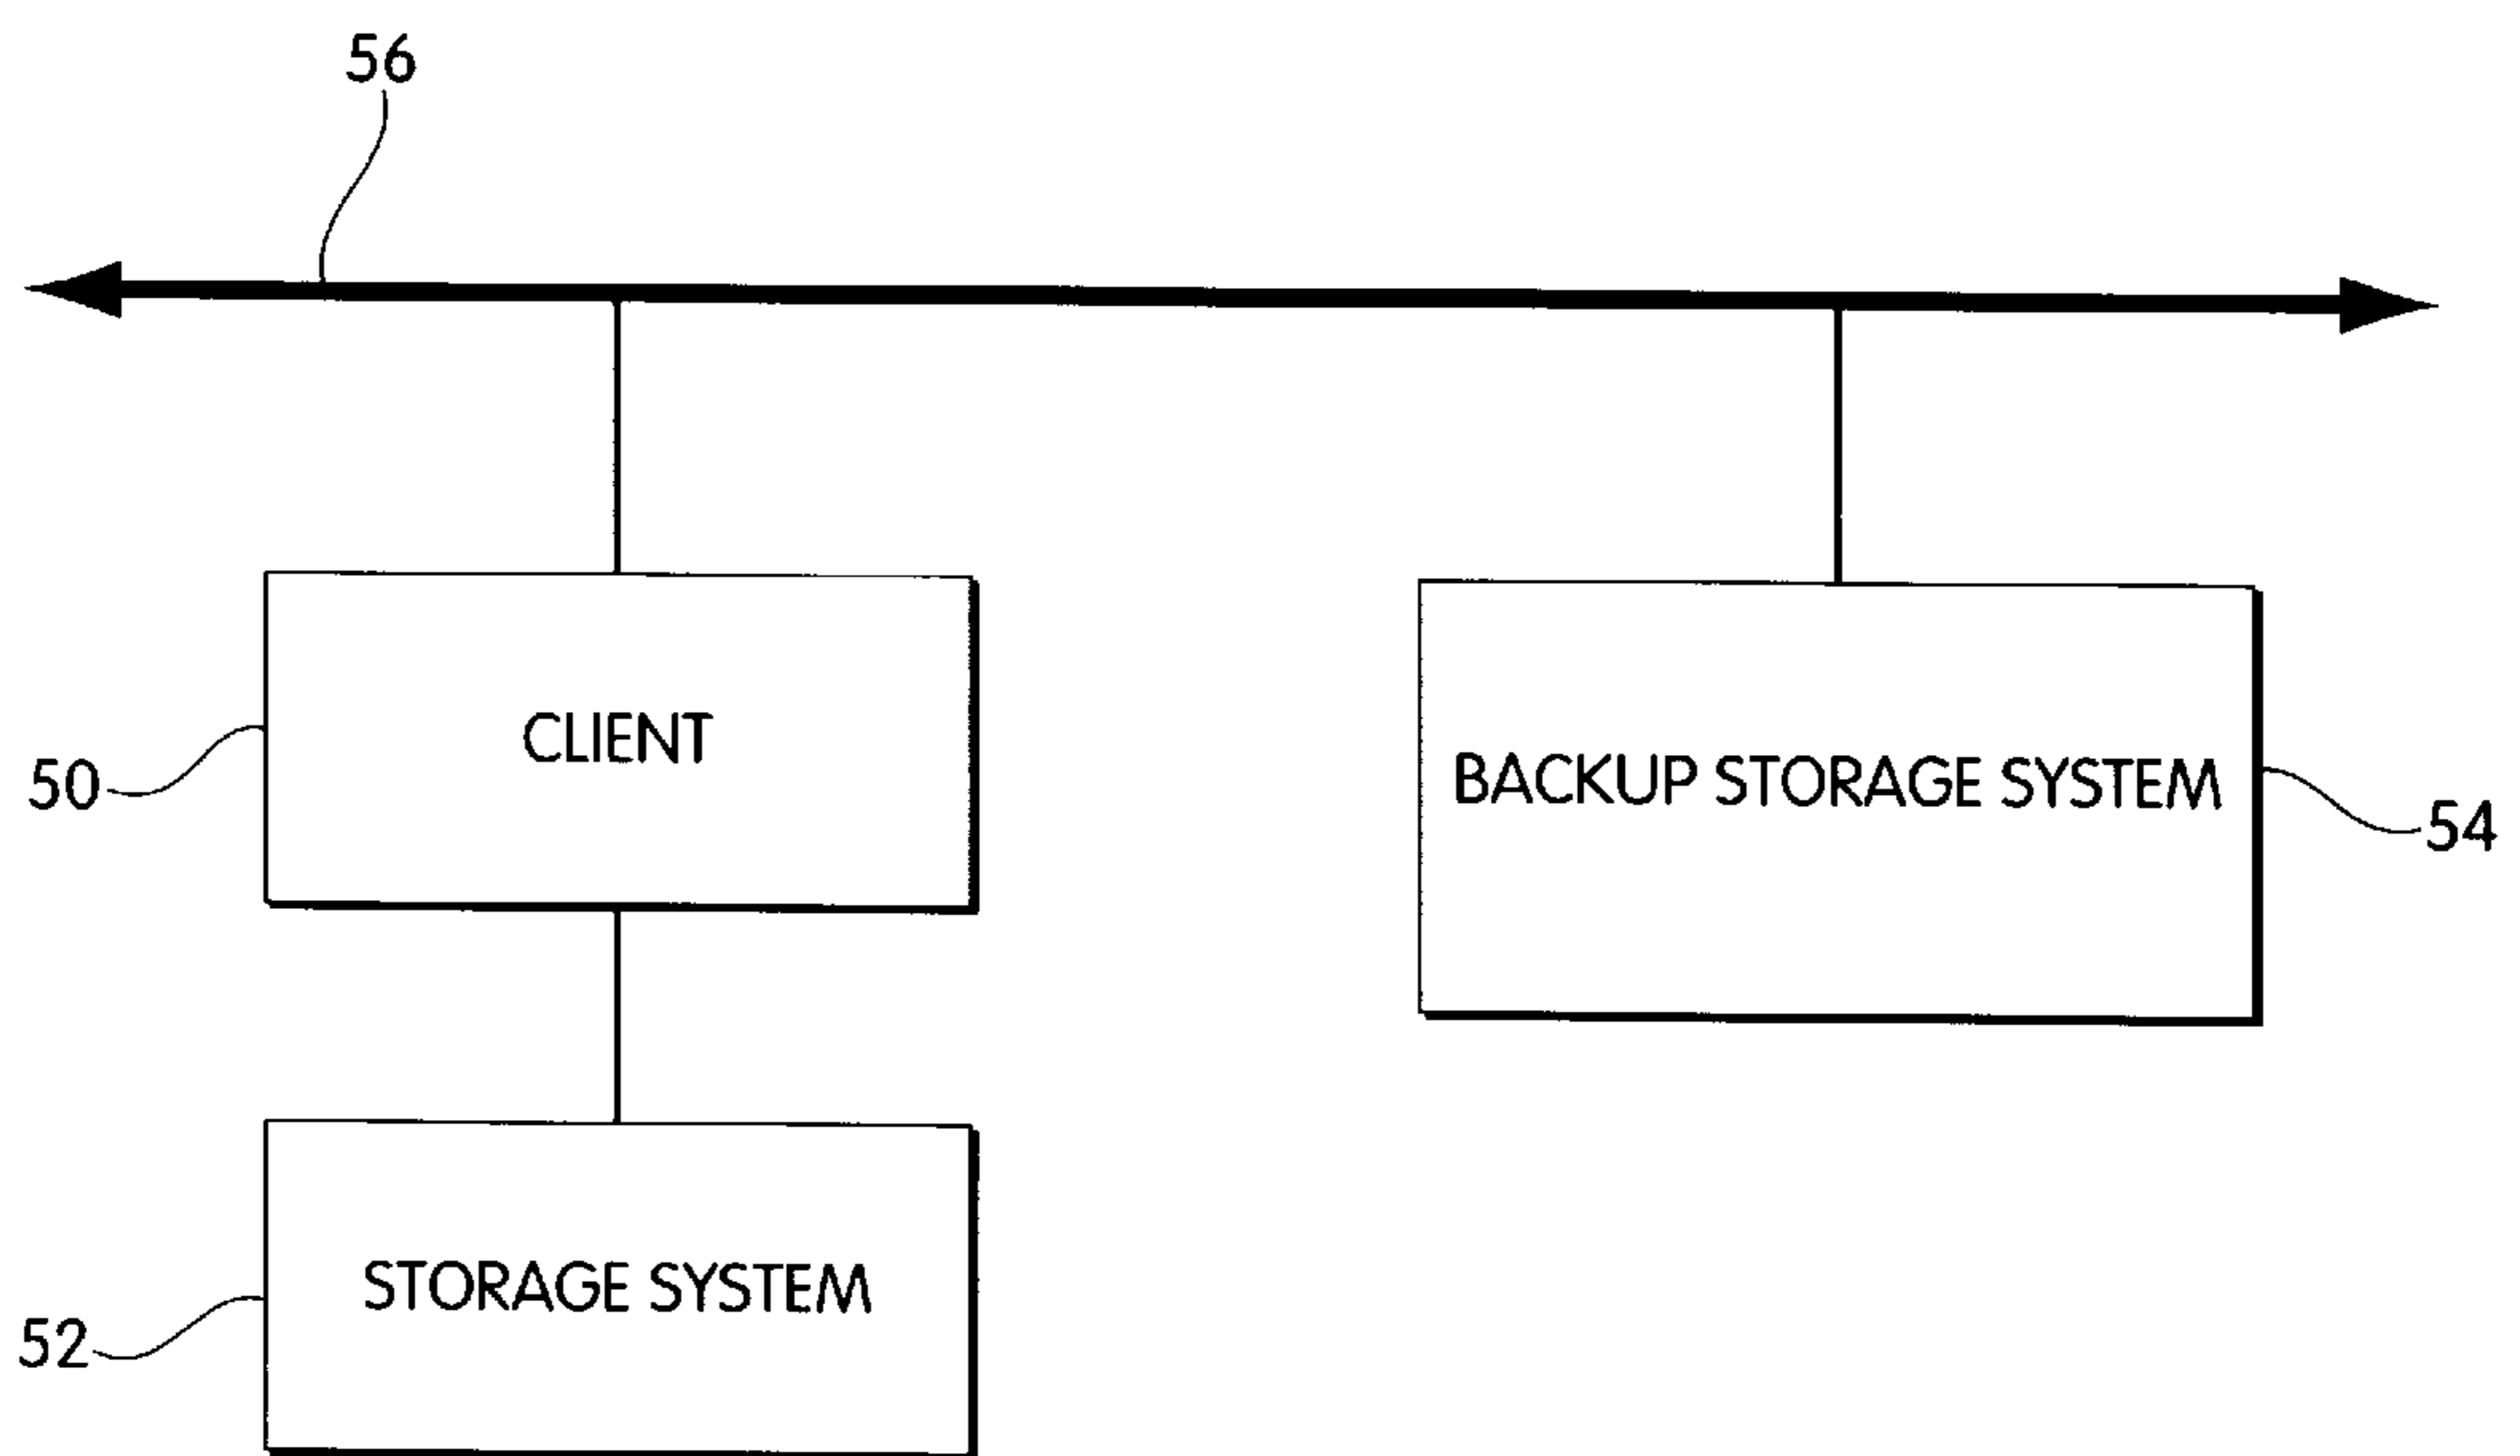 56
CLIENT
50
BACKUP STORAGE SYSTEM
54
STORAGE SYSTEM
52